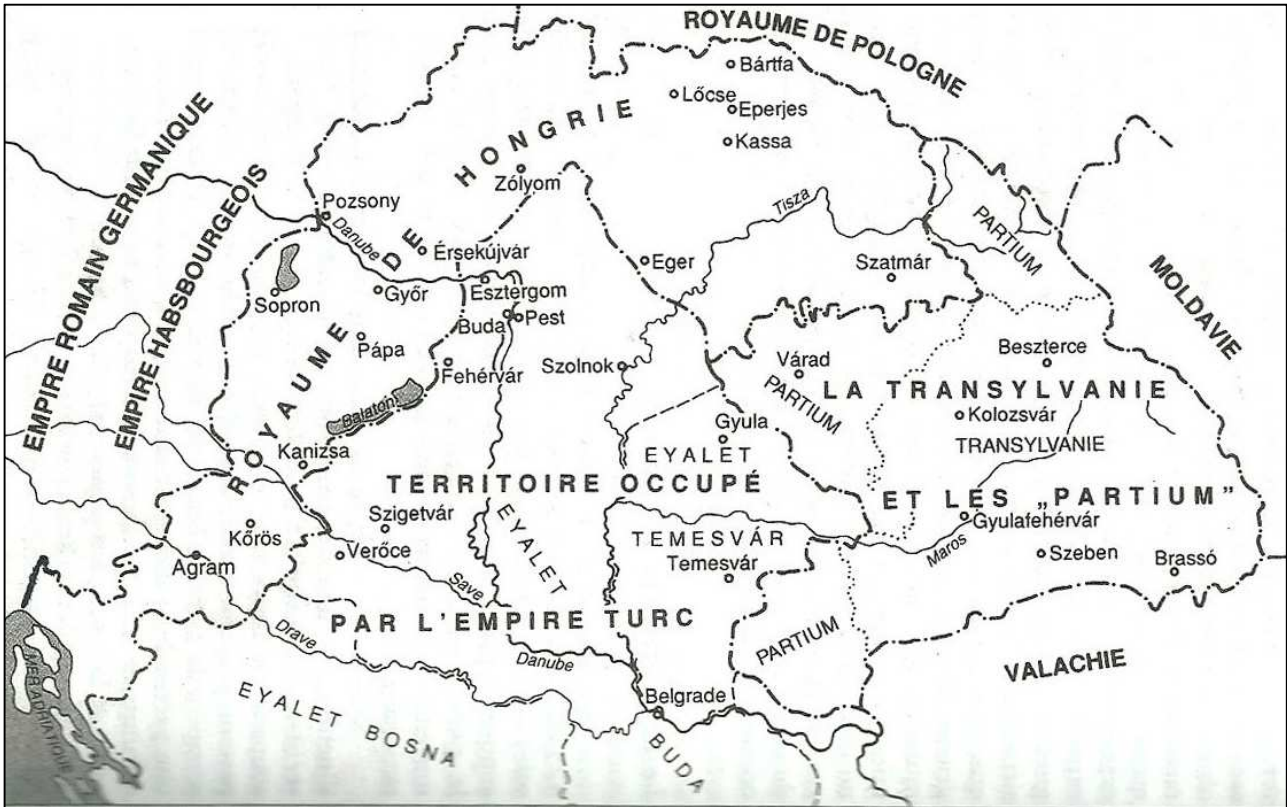 ROYAUME DE POLOGNE
EMPIRE ROMAIN GERMANIQUE
EMPIRE HABSBOURGEOIS
ROYAUME DE HONGRIE
Bártfa
Lőcse
Eperjes
Kassa
Zólyom
Pozsony
Danube
Érsekújvár
Tisza
PARTIUM
MOLDAVIE
Sopron
Győr
Esztergom
Eger
Szatmár
Buda
Pest
Pápa
Fehérvár
Szolnok
Várad
Beszterce
Balaton
PARTIUM
LA TRANSYLVANIE
Kolozsvár
Kanizsa
Gyula
TRANSYLVANIE
EYALET
TERRITOIRE OCCUPÉ
ET LES „PARTIUM”
Szigetvár
Kőrös
EYALET
TEMESVÁR
Gyulafehérvár
Agram
Verőce
Temesvár
Maros
Szeben
Brassó
Save
PAR L'EMPIRE TURC
Drave
PARTIUM
Danube
VALACHIE
MER ADRIATIQUE
Belgrade
EYALET BOSNA
BUDA